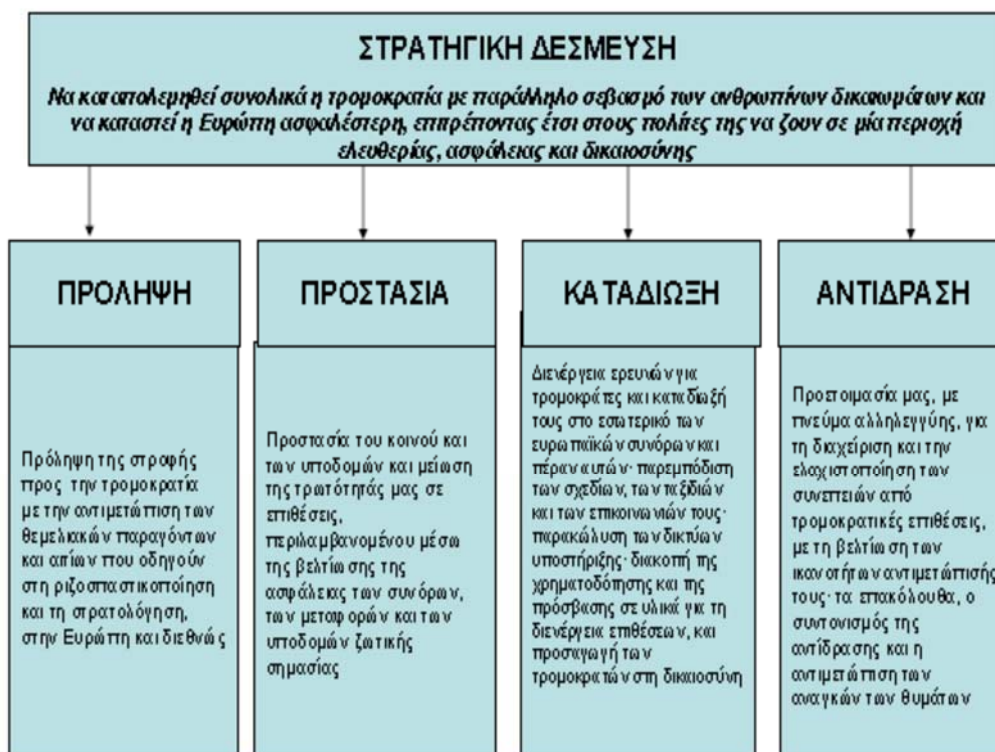 ΣΤΡΑΤΗΓΙΚΗ ΔΕΣΜΕΥΣΗ
Να καταπολεμηθεί συνολικά η τρομοκρατία με παράλληλο σεβασμό των ανθρωπίνων δικαιωμάτων και
να καταστεί η Ευρώπη ασφαλέστερη, επιτρέποντας έτσι στους πολίτες της να ζουν σε μία περιοχή
ελευθερίας, ασφάλειας και δικαιοσύνης
ΠΡΟΛΗΨΗ
Πρόληψη της στροφής
προς την τρομοκρατία
με την αντιμετώπιση των
θεμελιακών παραγόντων
και αιτίων που οδηγούν
στη ριζοσπαστικοποίηση
και τη στρατολόγηση,
στην Ευρώπη και διεθνώς
ΠΡΟΣΤΑΣΙΑ
Προστασία του κοινού και
των υποδομών και μείωση
της τρωτότητάς μας σε
επιθέσεις,
περιλαμβανομένου μέσω
της βελτίωσης της
ασφάλειας των συνόρων,
των μεταφορών και των
υποδομών ζωτικής
σημασίας
ΚΑΤΑΔΙΩΞΗ
Διενέργεια ερευνών για
τρομοκράτες και καταδίωξή
τους στο εσωτερικό των
ευρωπαϊκών συνόρων και
πέραν αυτών· παρεμπόδιση
των σχεδίων, των ταξιδιών
και των επικοινωνιών τους·
παρακώλυση των δικτύων
υποστήριξης· διακοπή της
χρηματοδότησης και της
πρόσβασης σε υλικά για τη
διενέργεια επιθέσεων, και
προσαγωγή των
τρομοκρατών στη δικαιοσύνη
ΑΝΤΙΔΡΑΣΗ
Προετοιμασία μας, με
πνεύμα αλληλεγγύης, για
τη διαχείριση και την
ελαχιστοποίηση των
συνεπειών από
τρομοκρατικές επιθέσεις,
με τη βελτίωση των
ικανοτήτων αντιμετώπισής
τους· τα επακόλουθα, ο
συντονισμός της
αντίδρασης και η
αντιμετώπιση των
αναγκών των θυμάτων